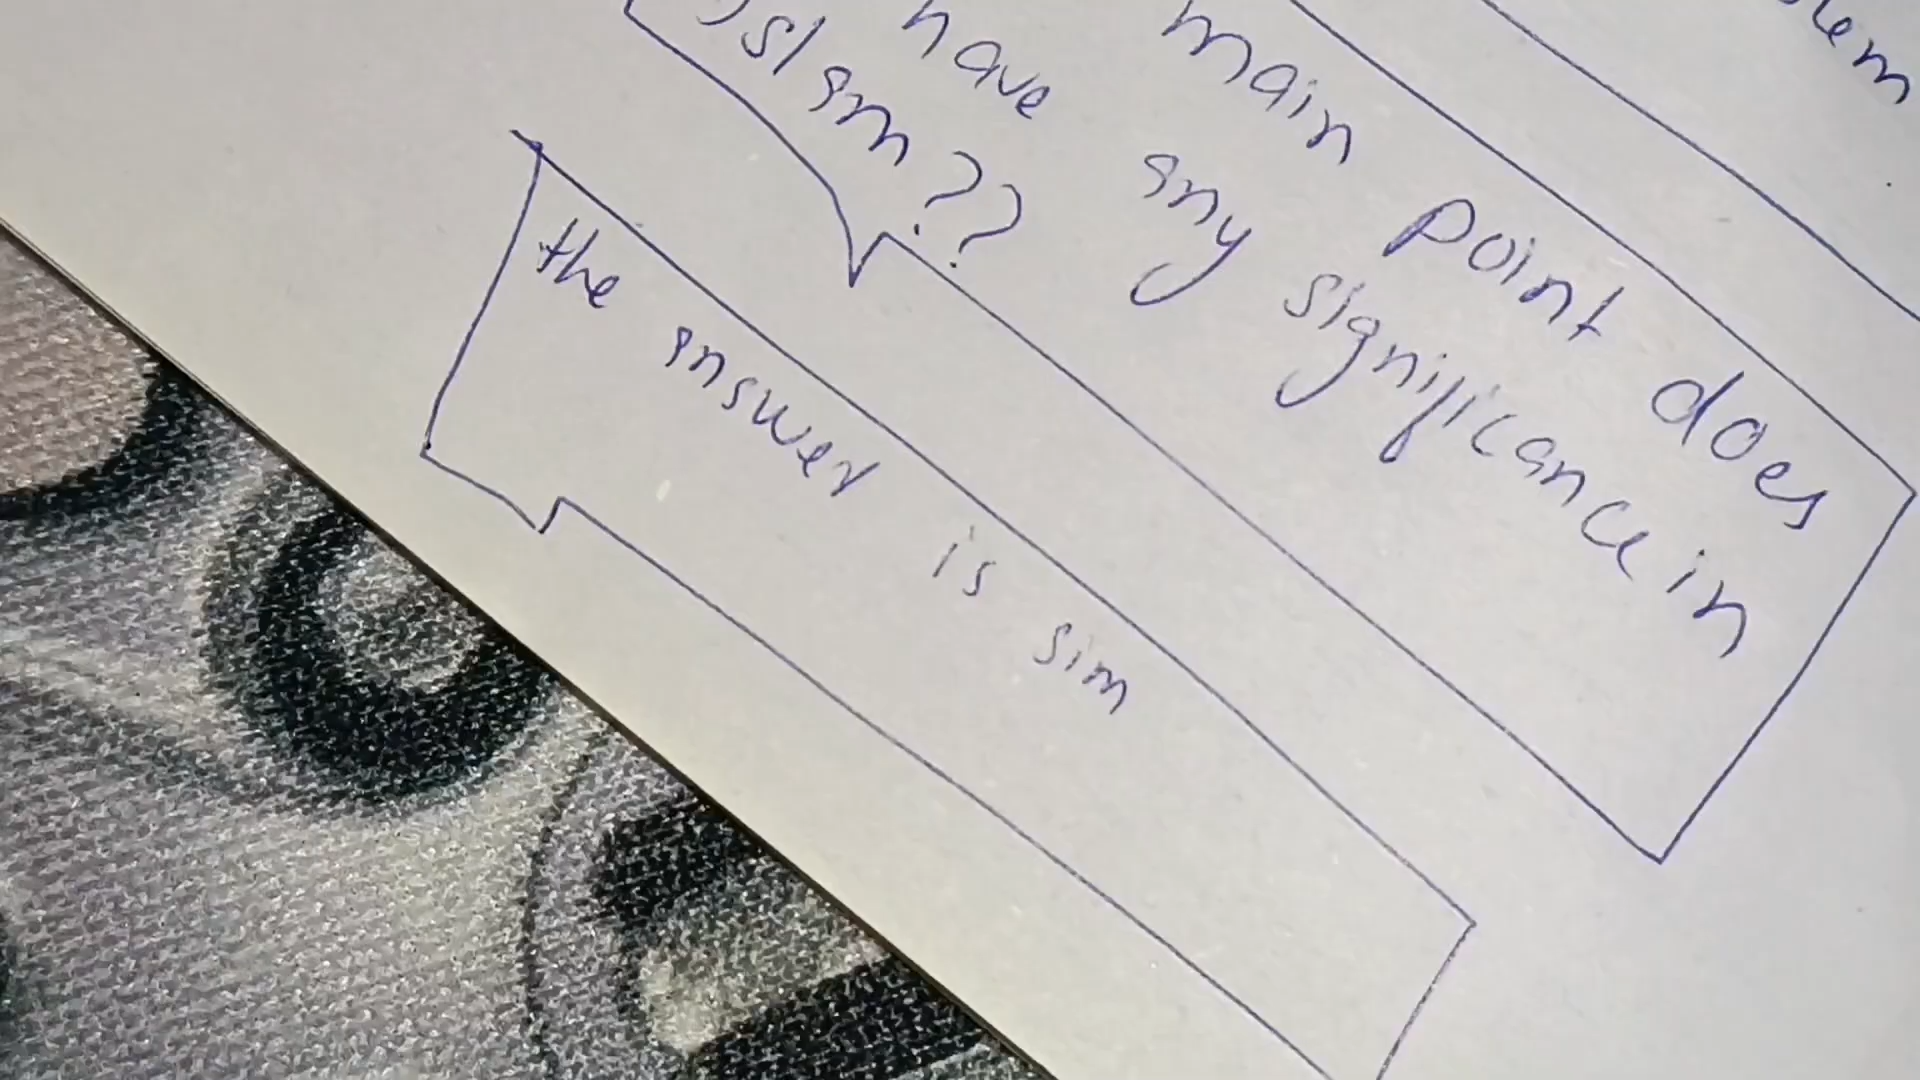 main point does
have any significance in
Islam??
the answer is sim